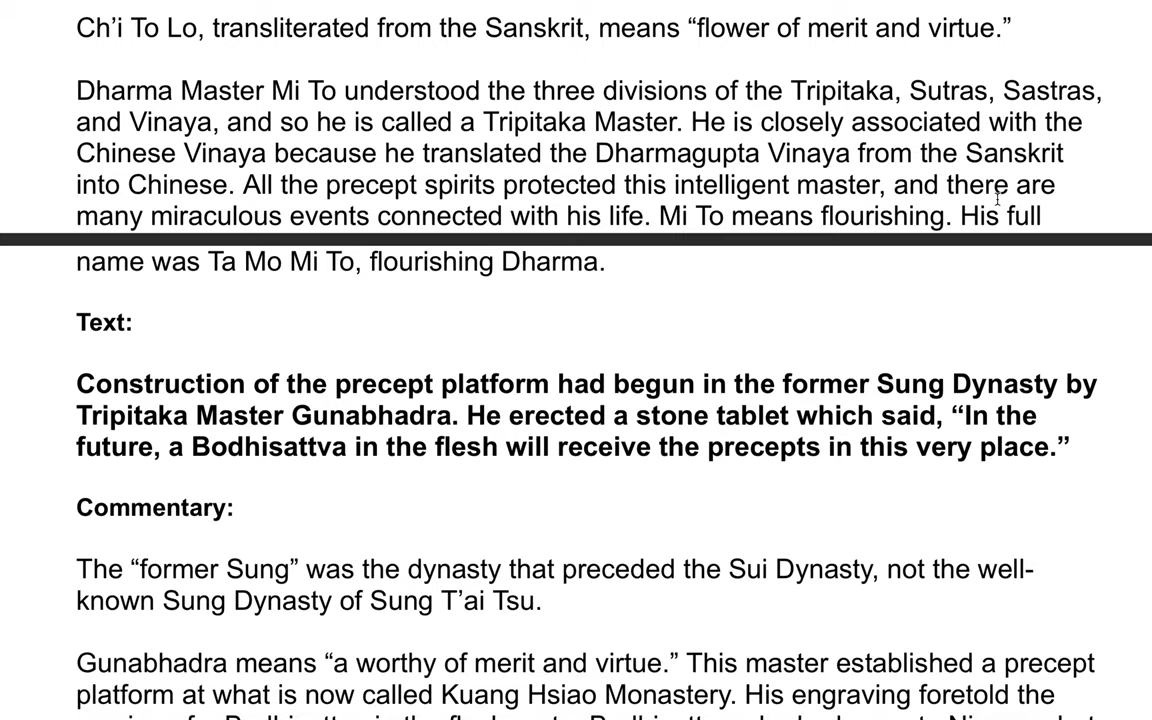 Ch’i To Lo, transliterated from the Sanskrit, means “flower of merit and virtue.”
Dharma Master Mi To understood the three divisions of the Tripitaka, Sutras, Sastras,
and Vinaya, and so he is called a Tripitaka Master. He is closely associated with the
Chinese Vinaya because he translated the Dharmagupta Vinaya from the Sanskrit
into Chinese. All the precept spirits protected this intelligent master, and there are
many miraculous events connected with his life. Mi To means flourishing. His full
name was Ta Mo Mi To, flourishing Dharma.
Text:
Construction of the precept platform had begun in the former Sung Dynasty by
Tripitaka Master Gunabhadra. He erected a stone tablet which said, “In the
future, a Bodhisattva in the flesh will receive the precepts in this very place.”
Commentary:
The “former Sung” was the dynasty that preceded the Sui Dynasty, not the well-
known Sung Dynasty of Sung T’ai Tsu.
Gunabhadra means “a worthy of merit and virtue.” This master established a precept
platform at what is now called Kuang Hsiao Monastery. His engraving foretold the